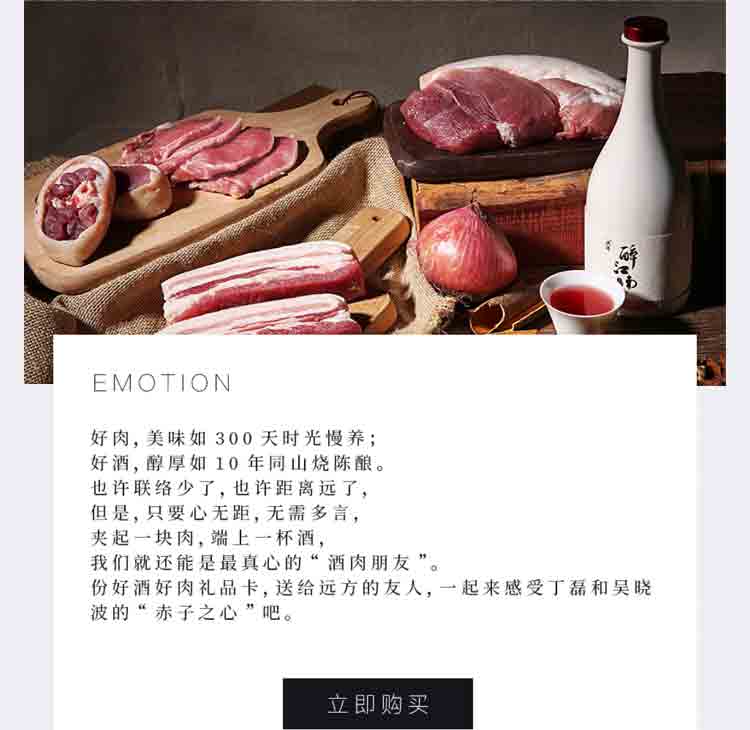 醉江南
EMOTION
好肉，美味如 300 天时光慢养；
好酒，醇厚如 10 年同山烧陈酿。
也许联络少了，也许距离远了，
但是，只要心无距，无需多言，
夹起一块肉，端上一杯酒，
我们就还能是最真心的“酒肉朋友”。
份好酒好肉礼品卡，送给远方的友人，一起来感受丁磊和吴晓
波的“赤子之心”吧。
立即购买